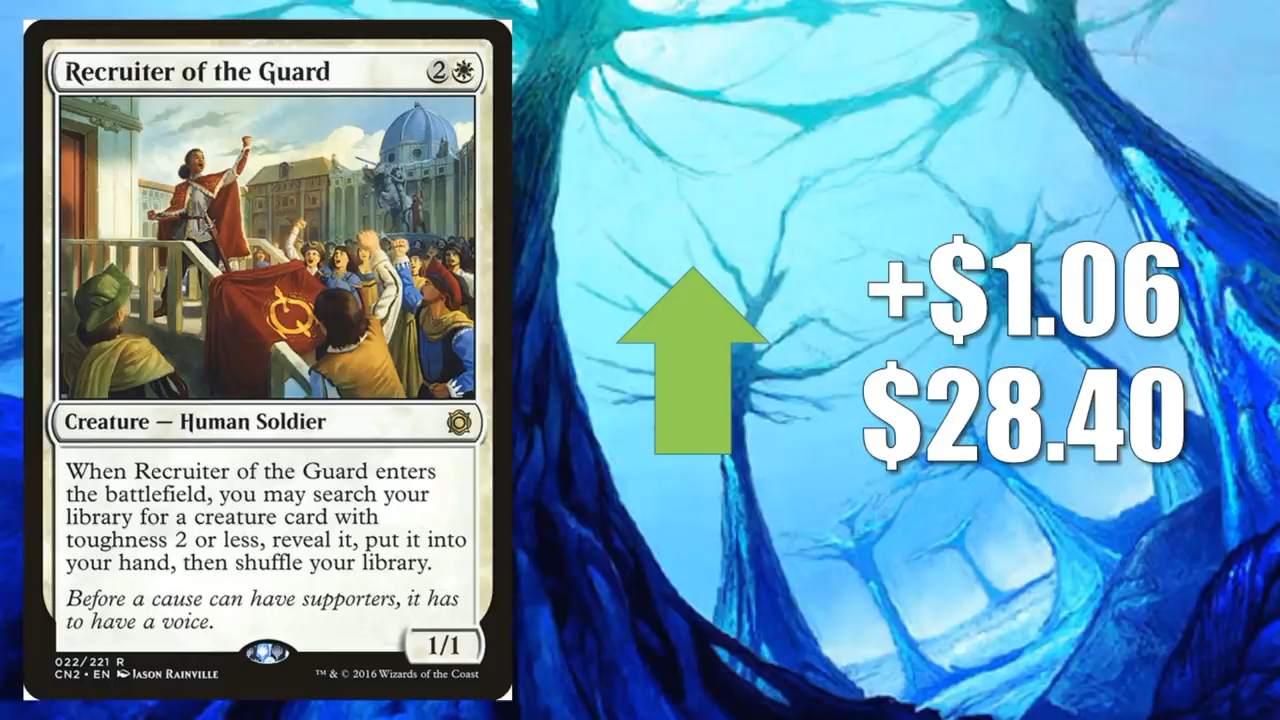 Recruiter of the Guard 2
Creature — Human Soldier
When Recruiter of the Guard enters
the battlefield, you may search your
library for a creature card with
toughness 2 or less, reveal it, put it into
your hand, then shuffle your library.
Before a cause can have supporters, it has
to have a voice.
1/1
022/221 R
CN2 • EN JASON RAINVILLE
™ & © 2016 Wizards of the Coast
+$1.06
$28.40